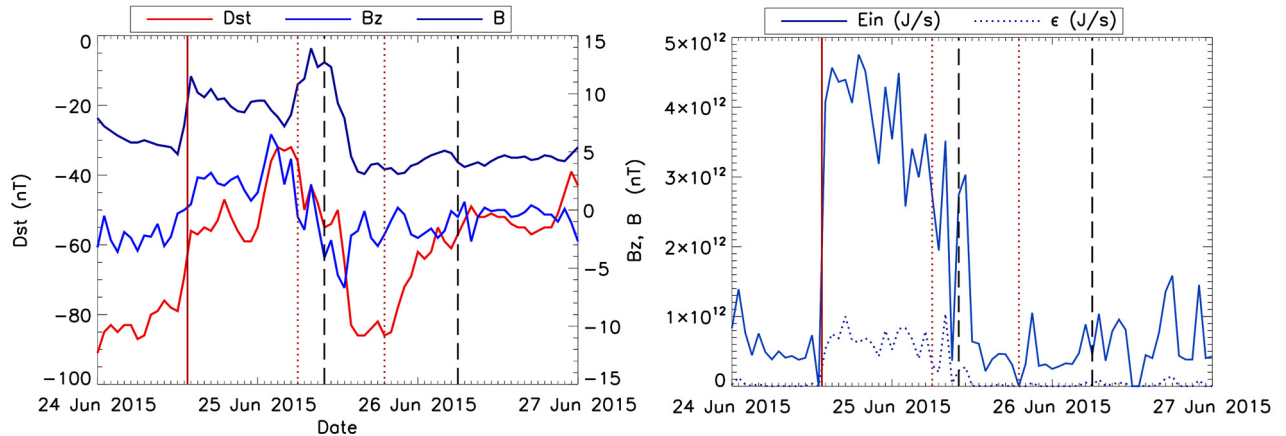 Dst Bz B
0
−20
−40
−60
−80
−100
Dst (nT)
15
10
5
0
−5
−10
−15
Bz, B (nT)
24 Jun 2015 25 Jun 2015 26 Jun 2015 27 Jun 2015
Date
Ein (J/s) ϵ (J/s)
5×10¹²
4×10¹²
3×10¹²
2×10¹²
1×10¹²
0
24 Jun 2015 25 Jun 2015 26 Jun 2015 27 Jun 2015